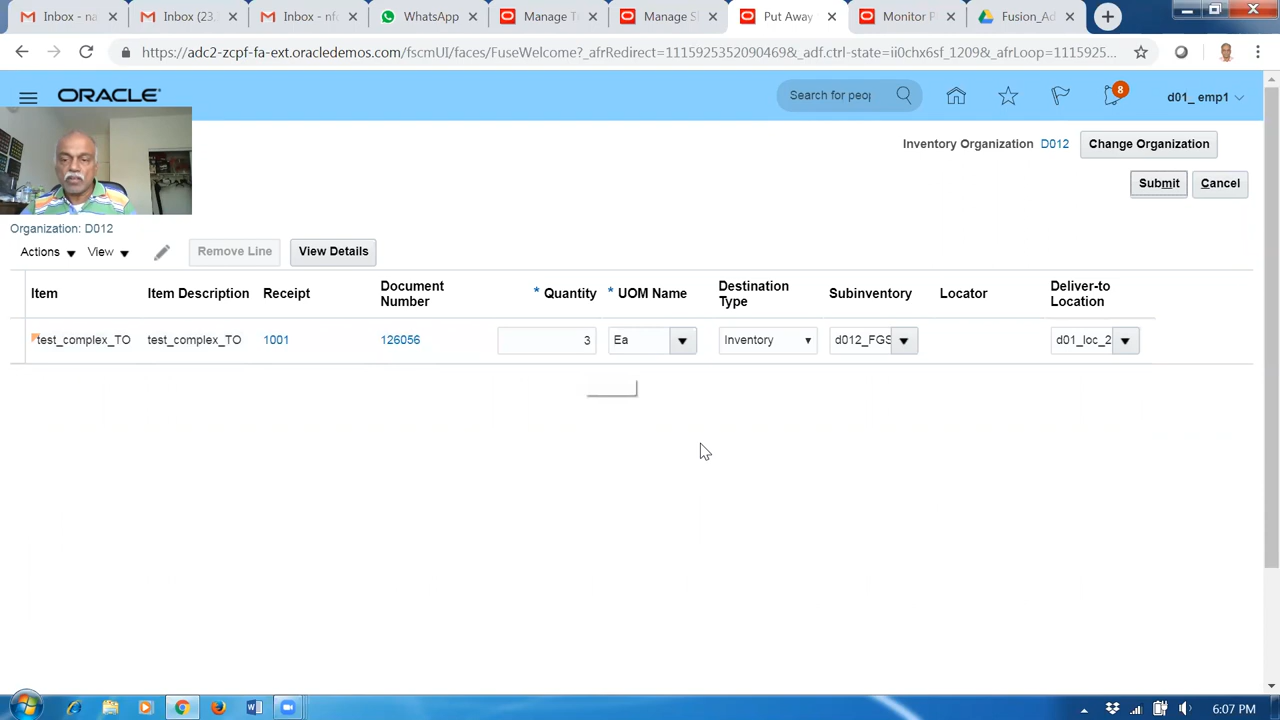 Inbox - n
Inbox (23
Inbox - nf
WhatsApp
Manage T
Manage S
Put Away
Monitor
Fusion_Ad
https://adc2-zcpf-fa-ext.oracledemos.com/fscmUI/faces/FuseWelcome?_afrRedirect=1115925352090469&_adf.ctrl-state=ii0chx6sf_1209&_afrLoop=1115925...
ORACLE
Search for peop
8
d01_ emp1
Inventory Organization D012 Change Organization
Submit Cancel
Organization: D012
Actions View Remove Line View Details
Item Item Description Receipt Document Number * Quantity * UOM Name Destination Type Subinventory Locator Deliver-to Location
test_complex_TO test_complex_TO 1001 126056 3 Ea Inventory d012_FGS d01_loc_2
6:07 PM